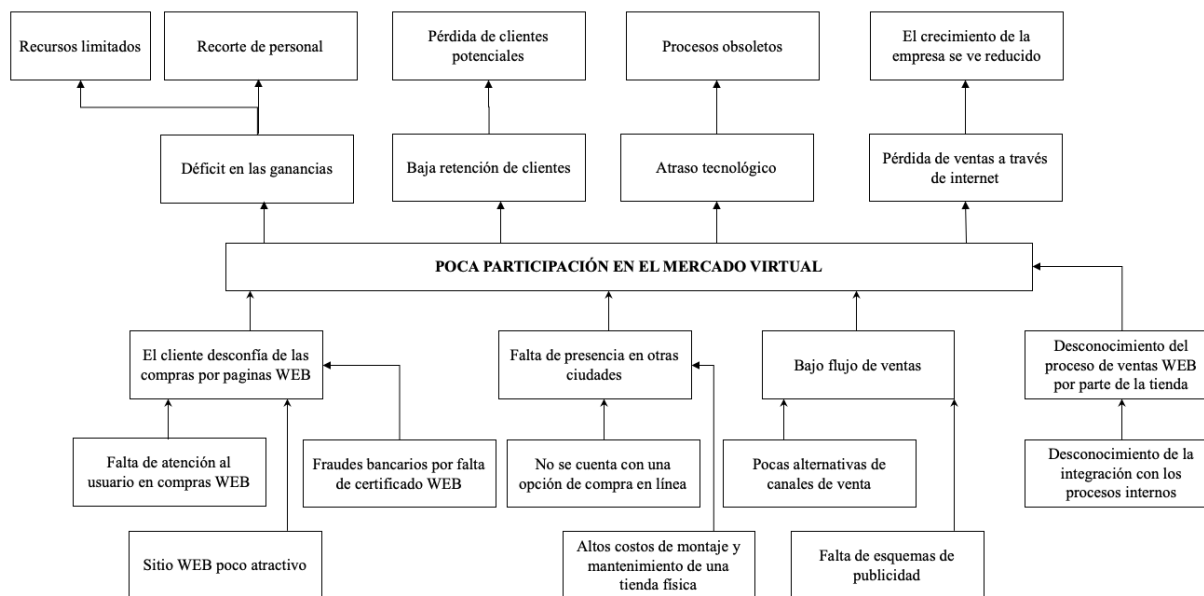 Recursos limitados
Recorte de personal
Pérdida de clientes
potenciales
Procesos obsoletos
El crecimiento de la
empresa se ve reducido
Déficit en las ganancias
Baja retención de clientes
Atraso tecnológico
Pérdida de ventas a través
de internet
POCA PARTICIPACIÓN EN EL MERCADO VIRTUAL
El cliente desconfía de las
compras por paginas WEB
Falta de presencia en otras
ciudades
Bajo flujo de ventas
Desconocimiento del
proceso de ventas WEB
por parte de la tienda
Falta de atención al
usuario en compras WEB
Fraudes bancarios por falta
de certificado WEB
No se cuenta con una
opción de compra en línea
Pocas alternativas de
canales de venta
Desconocimiento de la
integración con los
procesos internos
Sitio WEB poco atractivo
Altos costos de montaje y
mantenimiento de una
tienda física
Falta de esquemas de
publicidad